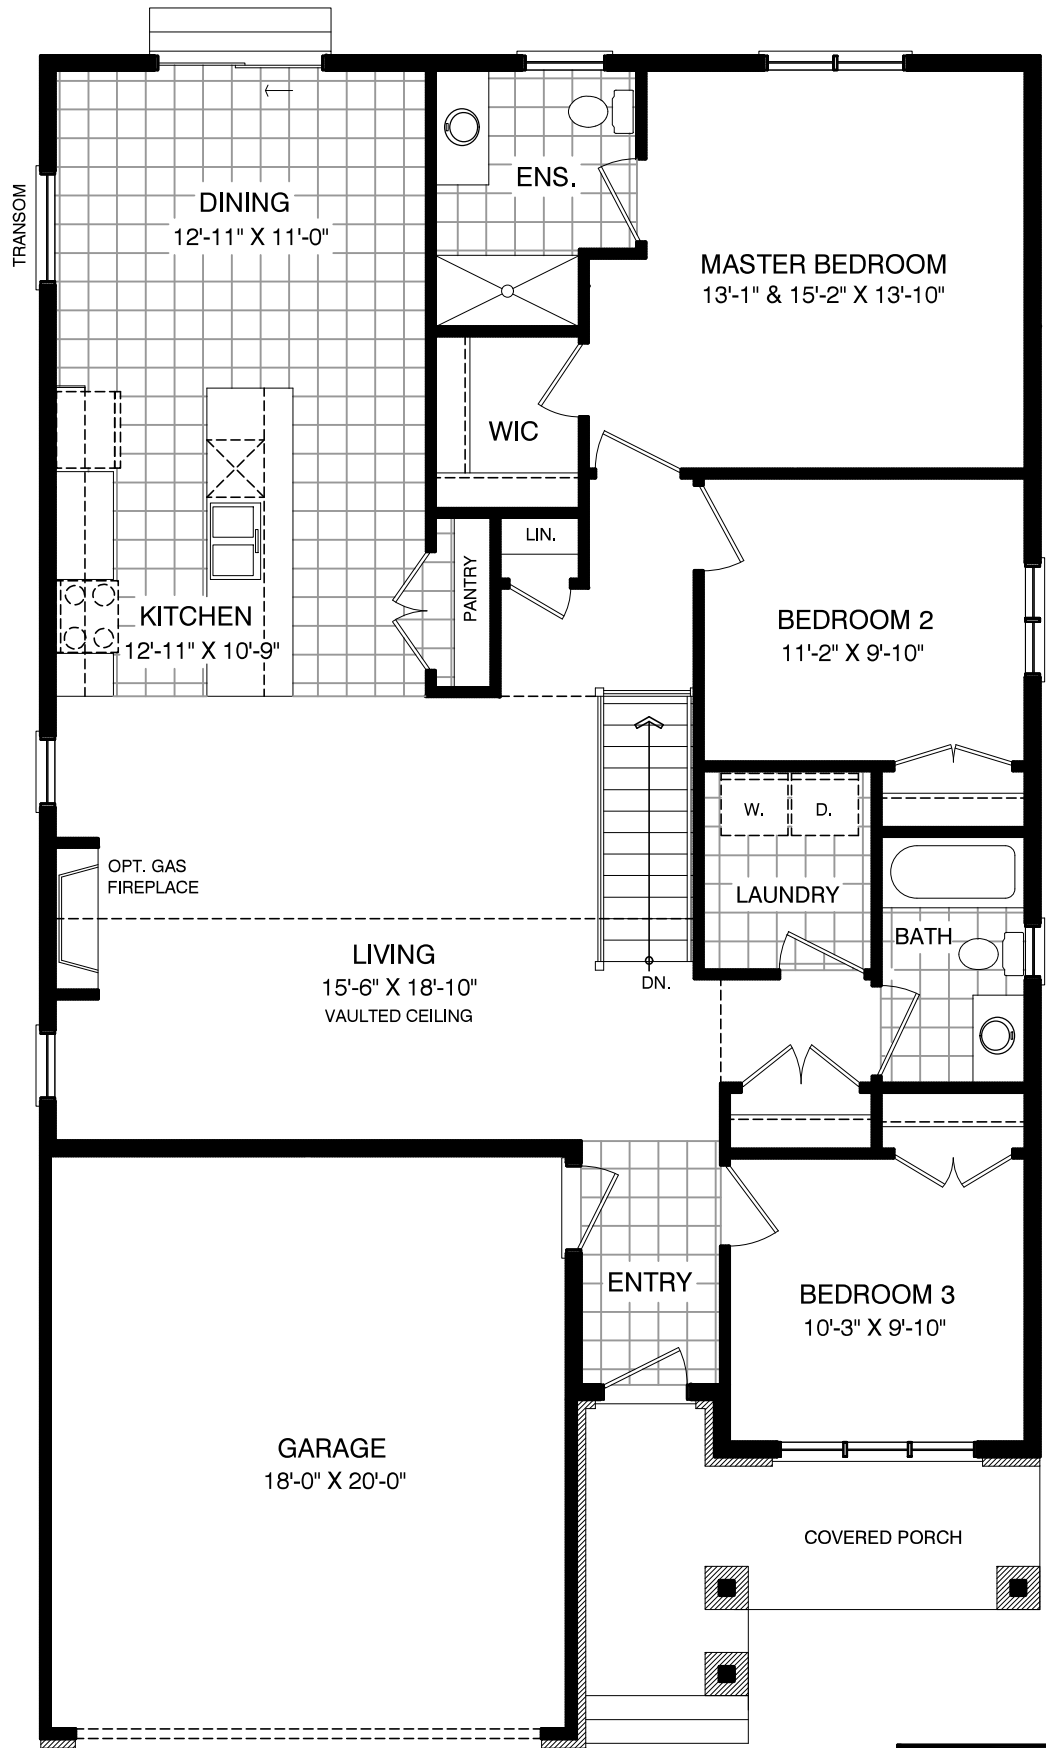 TRANSOM
DINING
12'-11" X 11'-0"
ENS.
MASTER BEDROOM
13'-1" & 15'-2" X 13'-10"
WIC
LIN.
PANTRY
KITCHEN
12'-11" X 10'-9"
BEDROOM 2
11'-2" X 9'-10"
W.
D.
OPT. GAS
FIREPLACE
LAUNDRY
BATH
LIVING
15'-6" X 18'-10"
VAULTED CEILING
DN.
ENTRY
BEDROOM 3
10'-3" X 9'-10"
GARAGE
18'-0" X 20'-0"
COVERED PORCH